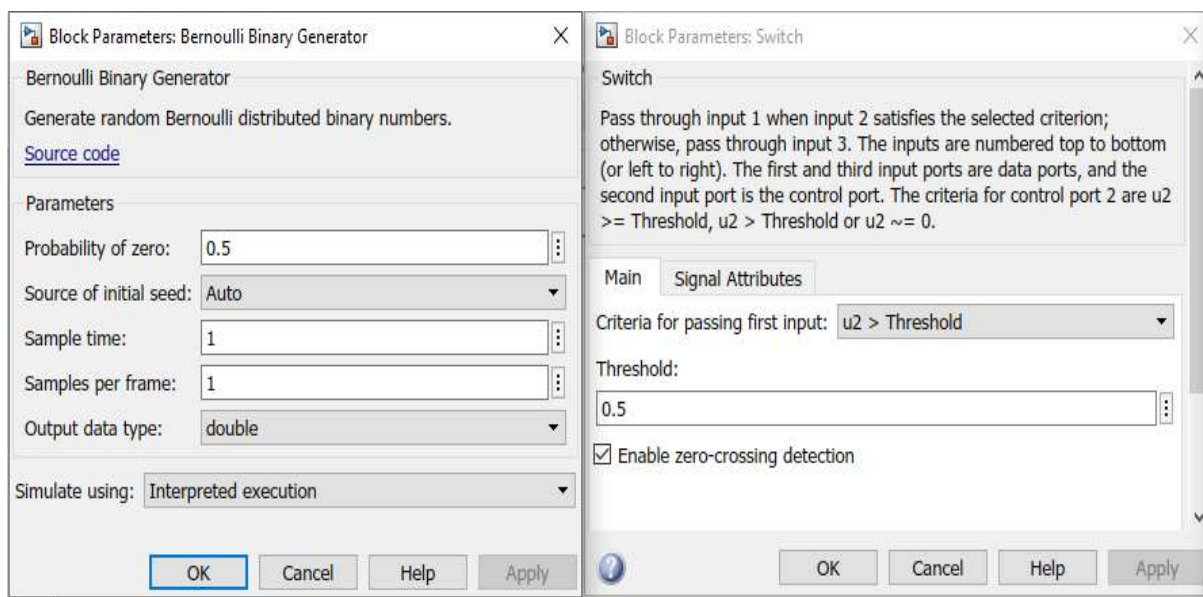 Block Parameters: Bernoulli Binary Generator
Bernoulli Binary Generator
Generate random Bernoulli distributed binary numbers.
Source code
Parameters
Probability of zero: 0.5
Source of initial seed: Auto
Sample time: 1
Samples per frame: 1
Output data type: double
Simulate using: Interpreted execution
OK Cancel Help Apply
Block Parameters: Switch
Switch
Pass through input 1 when input 2 satisfies the selected criterion;
otherwise, pass through input 3. The inputs are numbered top to bottom
(or left to right). The first and third input ports are data ports, and the
second input port is the control port. The criteria for control port 2 are u2
>= Threshold, u2 > Threshold or u2 ~= 0.
Main Signal Attributes
Criteria for passing first input: u2 > Threshold
Threshold:
0.5
Enable zero-crossing detection
OK Cancel Help Apply